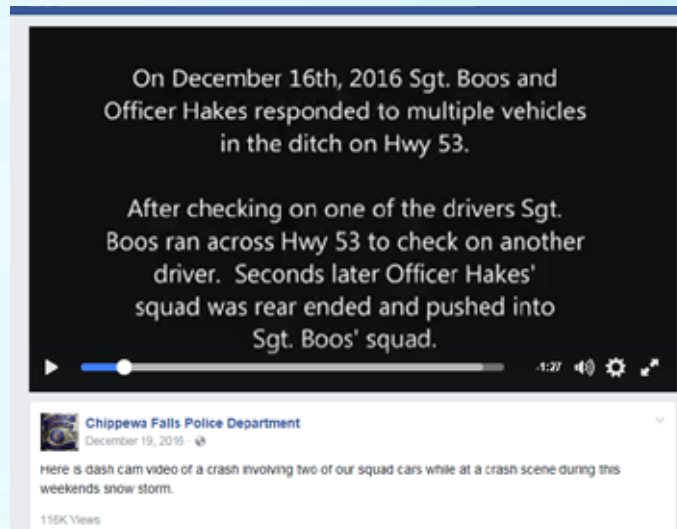 On December 16th, 2016 Sgt. Boos and
Officer Hakes responded to multiple vehicles
in the ditch on Hwy 53.
After checking on one of the drivers Sgt.
Boos ran across Hwy 53 to check on another
driver. Seconds later Officer Hakes'
squad was rear ended and pushed into
Sgt. Boos' squad.
-1:27
Chippewa Falls Police Department
December 19, 2016 ·
Here is dash cam video of a crash involving two of our squad cars while at a crash scene during this
weekends snow storm.
116K Views